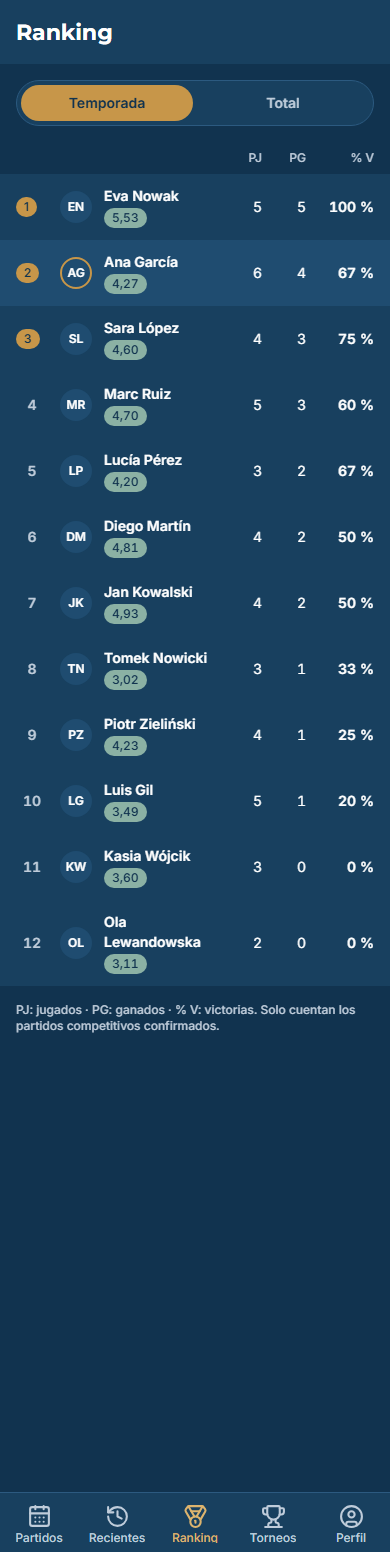 Ranking
Temporada Total
PJ PG % V
1 EN Eva Nowak 5 5 100 %
5,53
2 AG Ana García 6 4 67 %
4,27
3 SL Sara López 4 3 75 %
4,60
4 MR Marc Ruiz 5 3 60 %
4,70
5 LP Lucía Pérez 3 2 67 %
4,20
6 DM Diego Martín 4 2 50 %
4,81
7 JK Jan Kowalski 4 2 50 %
4,93
8 TN Tomek Nowicki 3 1 33 %
3,02
9 PZ Piotr Zieliński 4 1 25 %
4,23
10 LG Luis Gil 5 1 20 %
3,49
11 KW Kasia Wójcik 3 0 0 %
3,60
12 OL Ola Lewandowska 2 0 0 %
3,11
PJ: jugados · PG: ganados · % V: victorias. Solo cuentan los
partidos competitivos confirmados.
Partidos Recientes Ranking Torneos Perfil